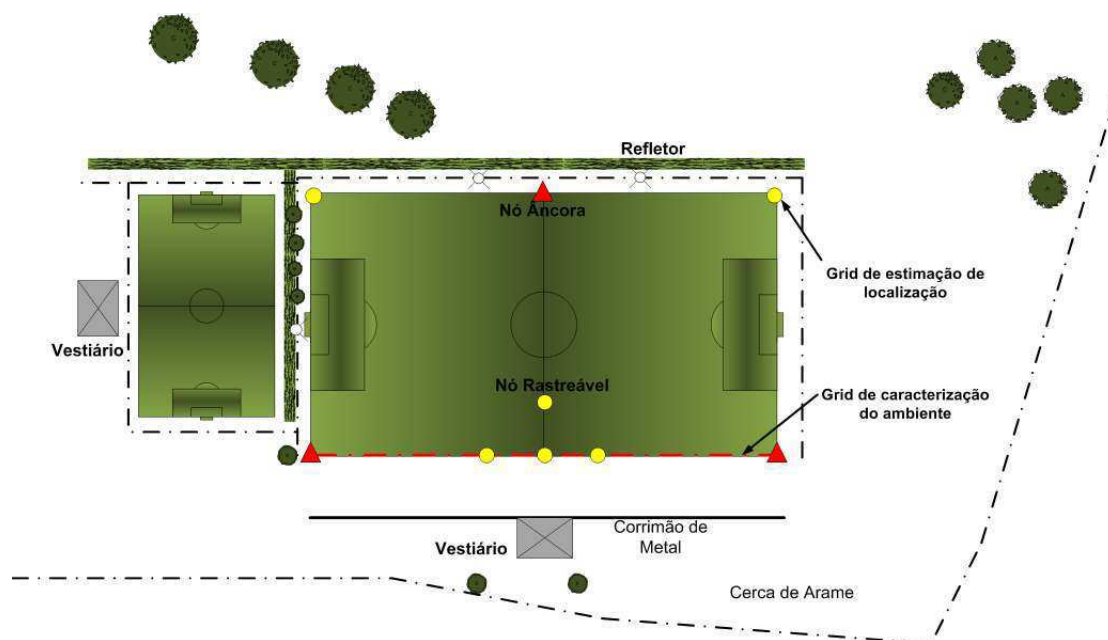 Refletor
Nó Âncora
Grid de estimação de
localização
Vestiário
Nó Rastreável
Grid de caracterização
do ambiente
Corrimão de
Metal
Vestiário
Cerca de Arame